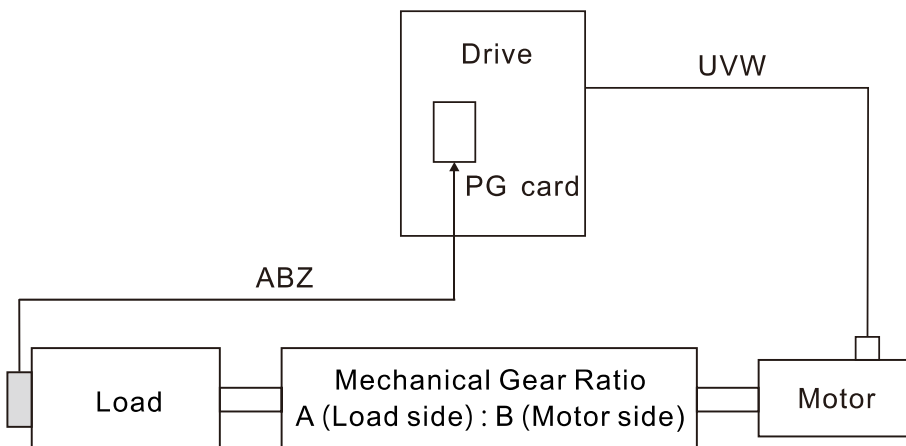 Drive
UVW
PG card
ABZ
Mechanical Gear Ratio
A (Load side) : B (Motor side)
Load
Motor